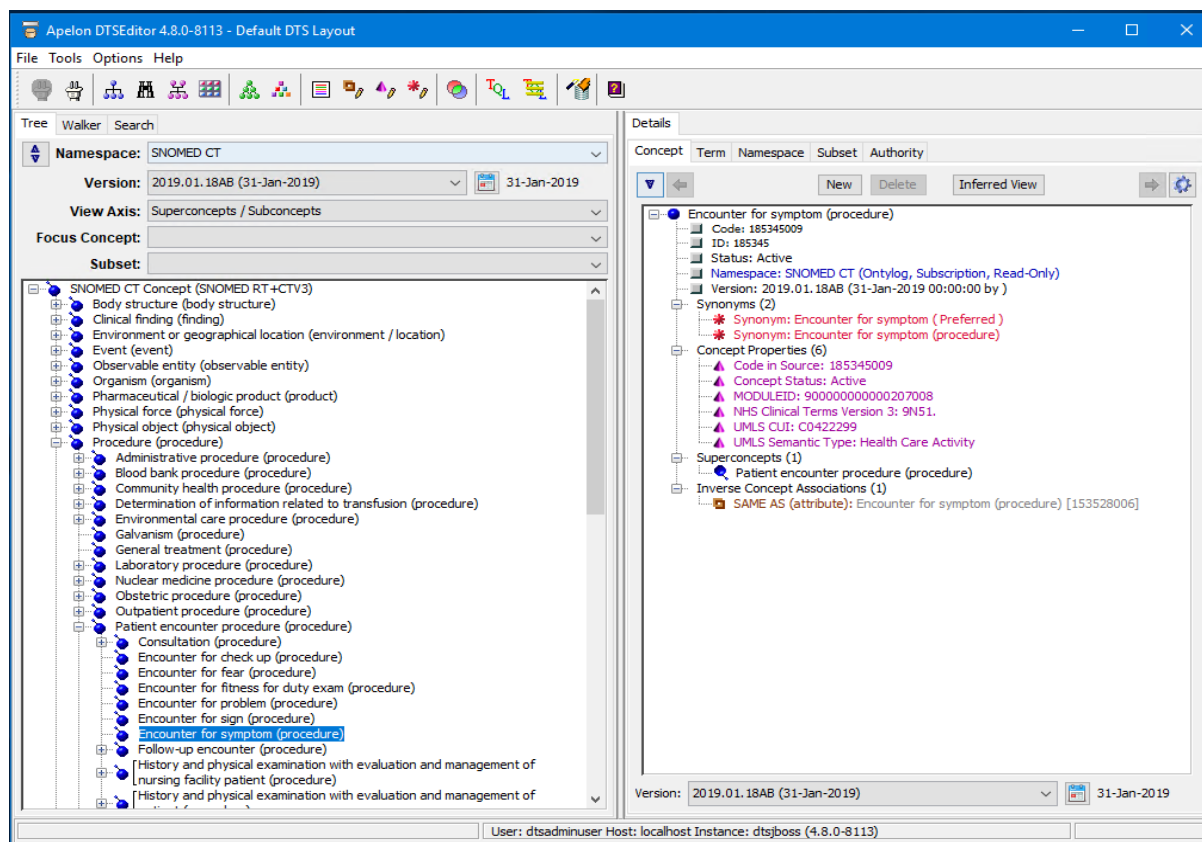 Apelon DTSEditor 4.8.0-8113 - Default DTS Layout
File Tools Options Help
TQL
Tree Walker Search
Namespace: SNOMED CT
Version: 2019.01.18AB (31-Jan-2019) 31-Jan-2019
View Axis: Superconcepts / Subconcepts
Focus Concept:
Subset:
SNOMED CT Concept (SNOMED RT+CTV3)
Body structure (body structure)
Clinical finding (finding)
Environment or geographical location (environment / location)
Event (event)
Observable entity (observable entity)
Organism (organism)
Pharmaceutical / biologic product (product)
Physical force (physical force)
Physical object (physical object)
Procedure (procedure)
Administrative procedure (procedure)
Blood bank procedure (procedure)
Community health procedure (procedure)
Determination of information related to transfusion (procedure)
Environmental care procedure (procedure)
Galvanism (procedure)
General treatment (procedure)
Laboratory procedure (procedure)
Nuclear medicine procedure (procedure)
Obstetric procedure (procedure)
Outpatient procedure (procedure)
Patient encounter procedure (procedure)
Consultation (procedure)
Encounter for check up (procedure)
Encounter for fear (procedure)
Encounter for fitness for duty exam (procedure)
Encounter for problem (procedure)
Encounter for sign (procedure)
Encounter for symptom (procedure)
Follow-up encounter (procedure)
[History and physical examination with evaluation and management of
nursing facility patient (procedure)
[History and physical examination with evaluation and management of
Details
Concept Term Namespace Subset Authority
New Delete Inferred View
Encounter for symptom (procedure)
Code: 185345009
ID: 185345
Status: Active
Namespace: SNOMED CT (Ontylog, Subscription, Read-Only)
Version: 2019.01.18AB (31-Jan-2019 00:00:00 by )
Synonyms (2)
Synonym: Encounter for symptom ( Preferred )
Synonym: Encounter for symptom (procedure)
Concept Properties (6)
Code in Source: 185345009
Concept Status: Active
MODULEID: 900000000000207008
NHS Clinical Terms Version 3: 9N51.
UMLS CUI: C0422299
UMLS Semantic Type: Health Care Activity
Superconcepts (1)
Patient encounter procedure (procedure)
Inverse Concept Associations (1)
SAME AS (attribute): Encounter for symptom (procedure) [153528006]
Version: 2019.01.18AB (31-Jan-2019) 31-Jan-2019
User: dtsadminuser Host: localhost Instance: dtsjboss (4.8.0-8113)